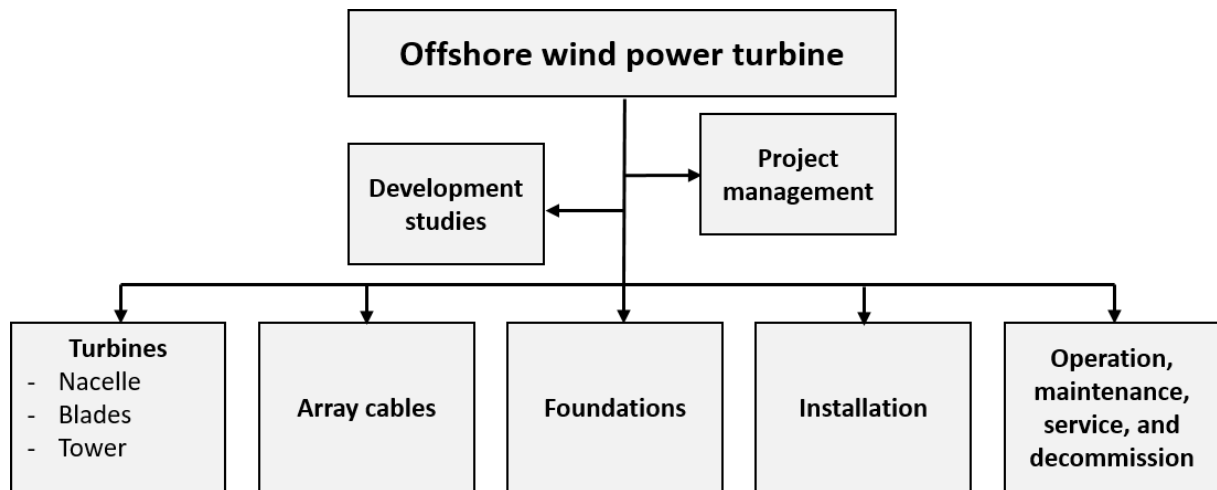 Offshore wind power turbine
Project
management
Development
studies
Turbines
- Nacelle
- Blades
- Tower
Array cables
Foundations
Installation
Operation,
maintenance,
service, and
decommission